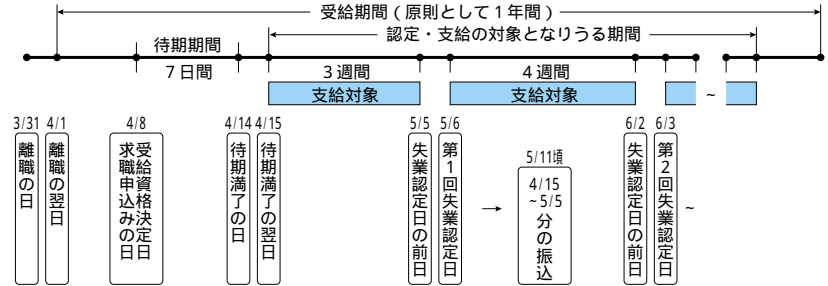 受給期間(原則として1年間)
認定・支給の対象となりうる期間
待期期間
7日間
3週間
4週間
支給対象
支給対象
~
3/31
離職の日
4/1
離職の翌日
4/8
受給資格決定日
求職申込みの日
4/14
待期満了の日
4/15
待期満了の翌日
5/5
失業認定日の前日
5/6
第1回失業認定日
→
5/11頃
4/15
~5/5
分の振込
6/2
失業認定日の前日
6/3
第2回失業認定日
~